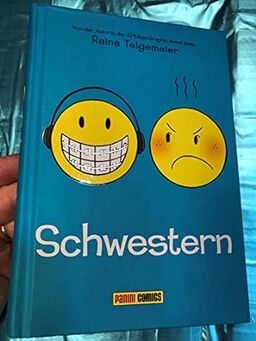 Von der Autorin der Erfolgs-Graphic Novel Smile
Raina Telgemeier
Schwestern
PANINI COMICS